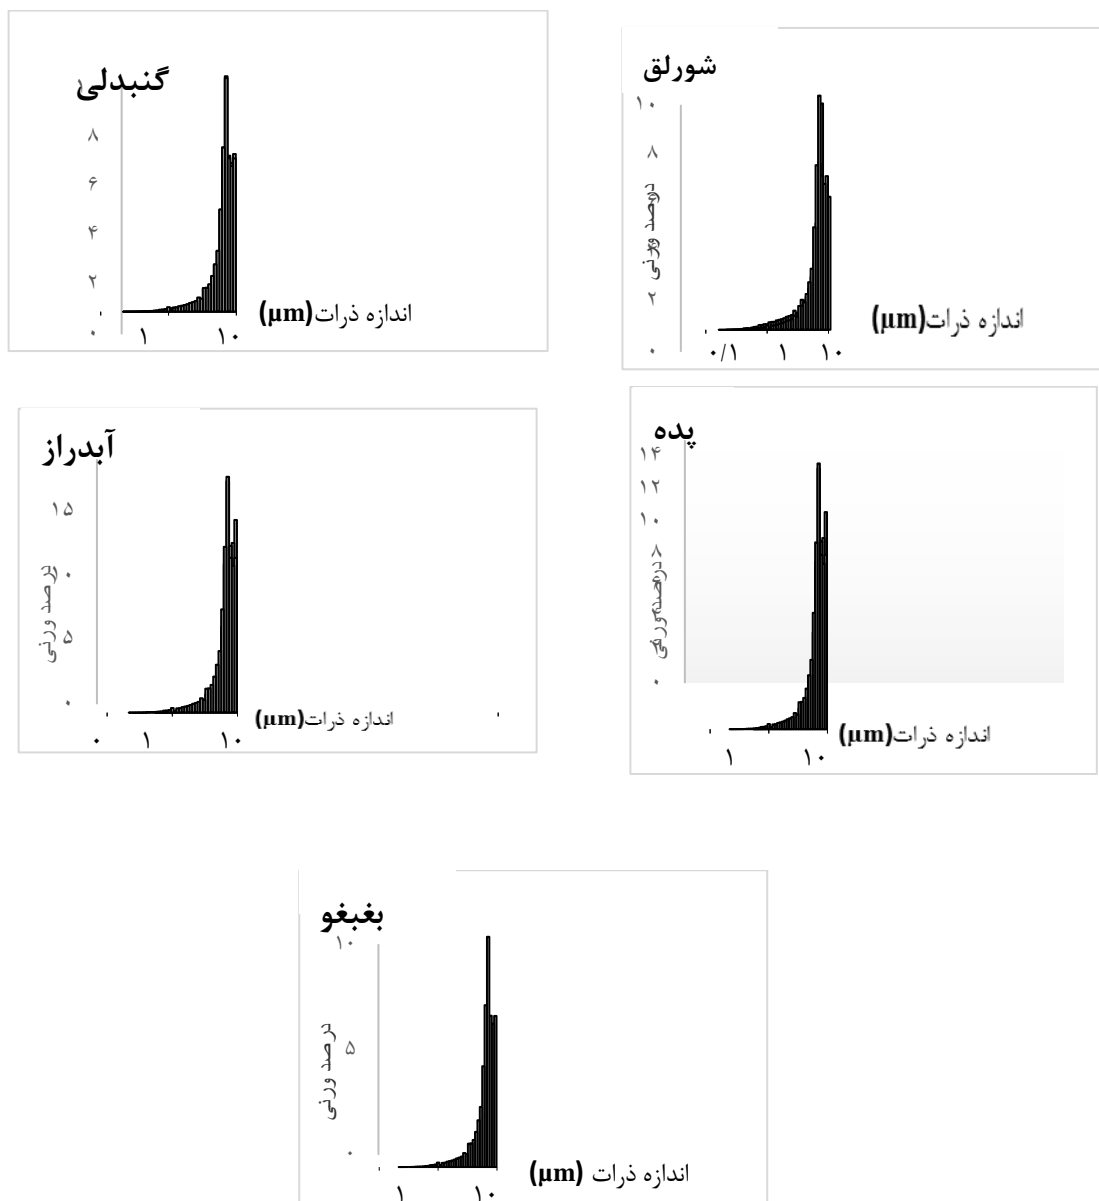 گنبدلی
۸
۶
۴
۲
۰
۱
۱۰
اندازه ذرات(µm)
شورلق
۱۰
۸
۲
۰
درصد وزنی
۰/۱
۱
۱۰
اندازه ذرات(µm)
آبدراز
۱۵
۵
۰
درصد وزنی
۰
۱
۱۰
اندازه ذرات(µm)
پده
۱۴
۱۲
۱۰
۸
۰
درصد وزنی
۱
۱۰
اندازه ذرات(µm)
بغبغو
۱۰
۵
۰
درصد وزنی
۱
۱۰
اندازه ذرات (µm)